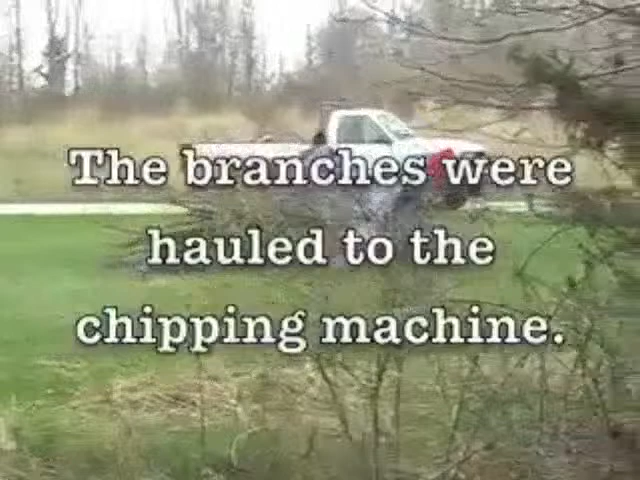 The branches were
hauled to the
chipping machine.